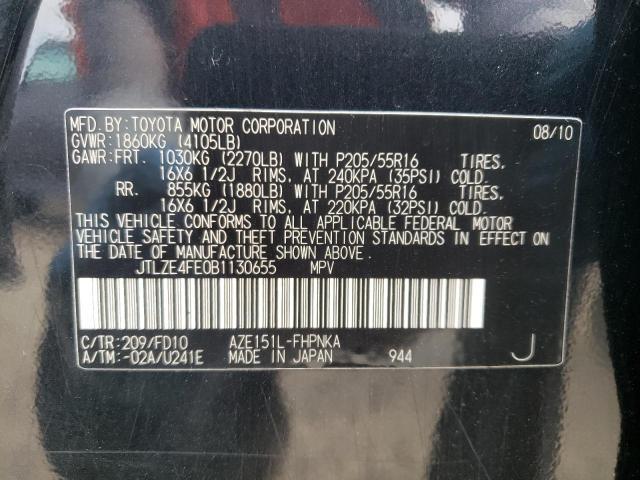 MFD.BY:TOYOTA MOTOR CORPORATION 08/10
GVWR:1860KG (4105LB)
GAWR:FRT. 1030KG (2270LB) WITH P205/55R16 TIRES,
16X6 1/2J RIMS, AT 240KPA (35PSI) COLD.
RR. 855KG (1880LB) WITH P205/55R16 TIRES,
16X6 1/2J RIMS, AT 220KPA (32PSI) COLD.
THIS VEHICLE CONFORMS TO ALL APPLICABLE FEDERAL MOTOR
VEHICLE SAFETY AND THEFT PREVENTION STANDARDS IN EFFECT ON
THE DATE OF MANUFACTURE SHOWN ABOVE.
JTLZE4FE0B1130655 MPV
C/TR:209/FD10 AZE151L-FHPNKA
A/TM:-02A/U241E MADE IN JAPAN 944 J